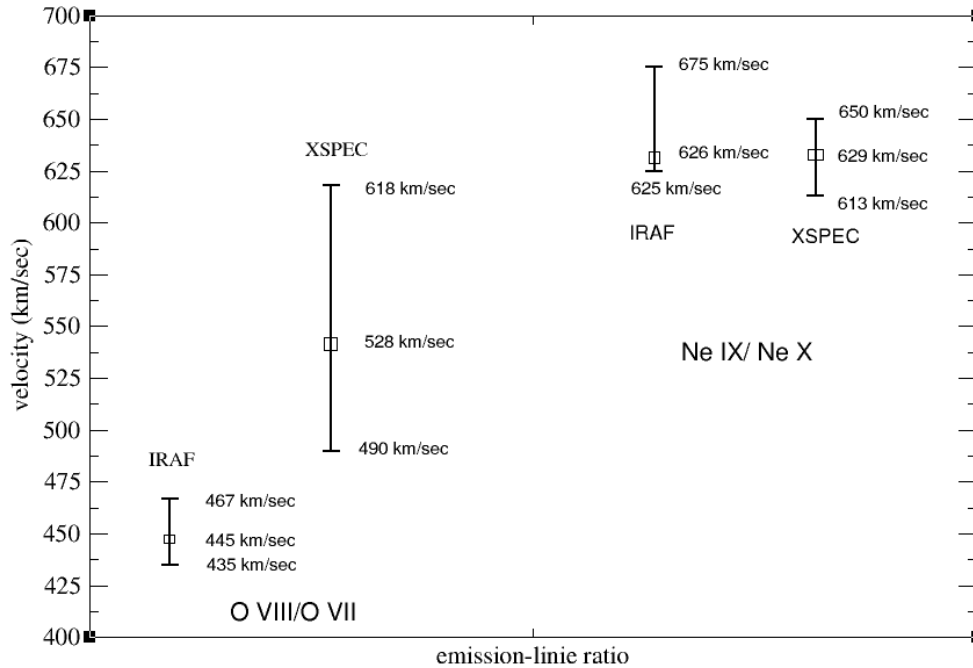 700
675
650
625
600
575
550
525
500
475
450
425
400
velocity (km/sec)
emission-linie ratio
IRAF
467 km/sec
445 km/sec
435 km/sec
O VIII/O VII
XSPEC
618 km/sec
528 km/sec
490 km/sec
675 km/sec
626 km/sec
625 km/sec
IRAF
650 km/sec
629 km/sec
613 km/sec
XSPEC
Ne IX/ Ne X